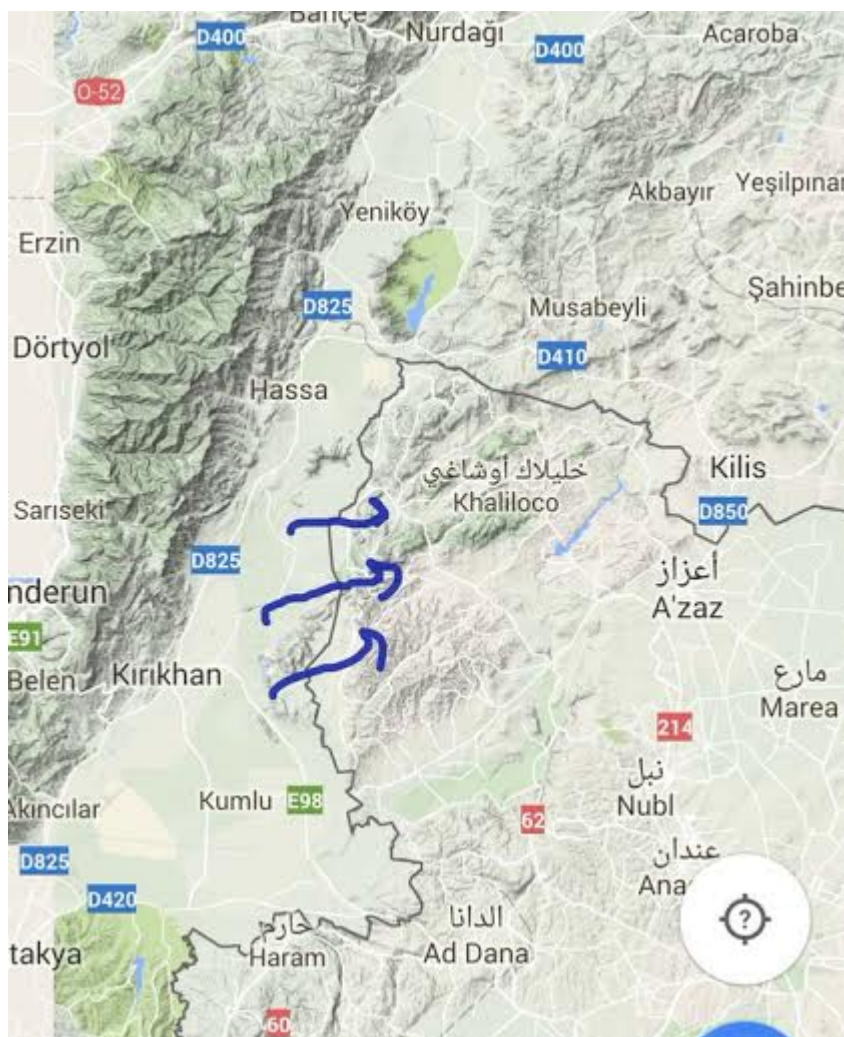 Bahçe
Nurdağı
Acaroba
D400
D400
O-52
Akbayır
Yeşilpınar
Yeniköy
Erzin
D825
Musabeyli
Şahinbe
Dörtyol
D410
Hassa
خليلاك أوشاغي
Khaliloco
Kilis
Sarıseki
D850
D825
أعزاز
A'zaz
nderun
E91
Belen
Kırıkhan
مارع
Marea
214
نبل
Nubl
Akıncılar
Kumlu
E98
62
عندان
Ana
D825
D420
?
takya
حارم
Haram
الدانا
Ad Dana
60